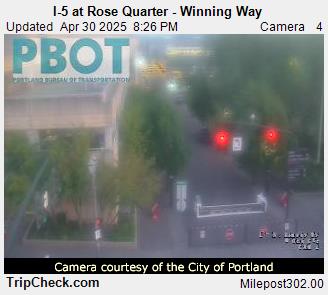 I-5 at Rose Quarter - Winning Way
Updated Apr 30 2025 8:26 PM Camera 4
PBOT
PORTLAND BUREAU OF TRANSPORTATION
Camera courtesy of the City of Portland
TripCheck.com Milepost302.00